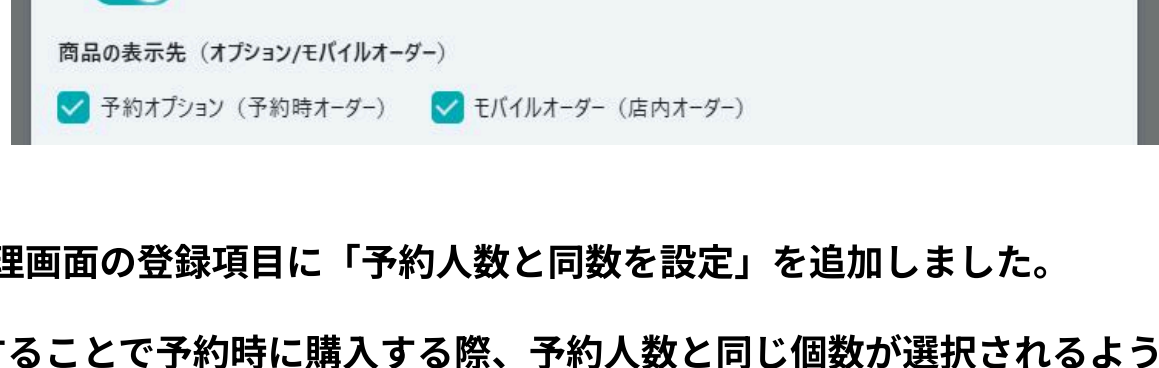 商品の表示先（オプション/モバイルオーダー）
予約オプション（予約時オーダー） モバイルオーダー（店内オーダー）
理画面の登録項目に「予約人数と同数を設定」を追加しました。
することで予約時に購入する際、予約人数と同じ個数が選択されるよう